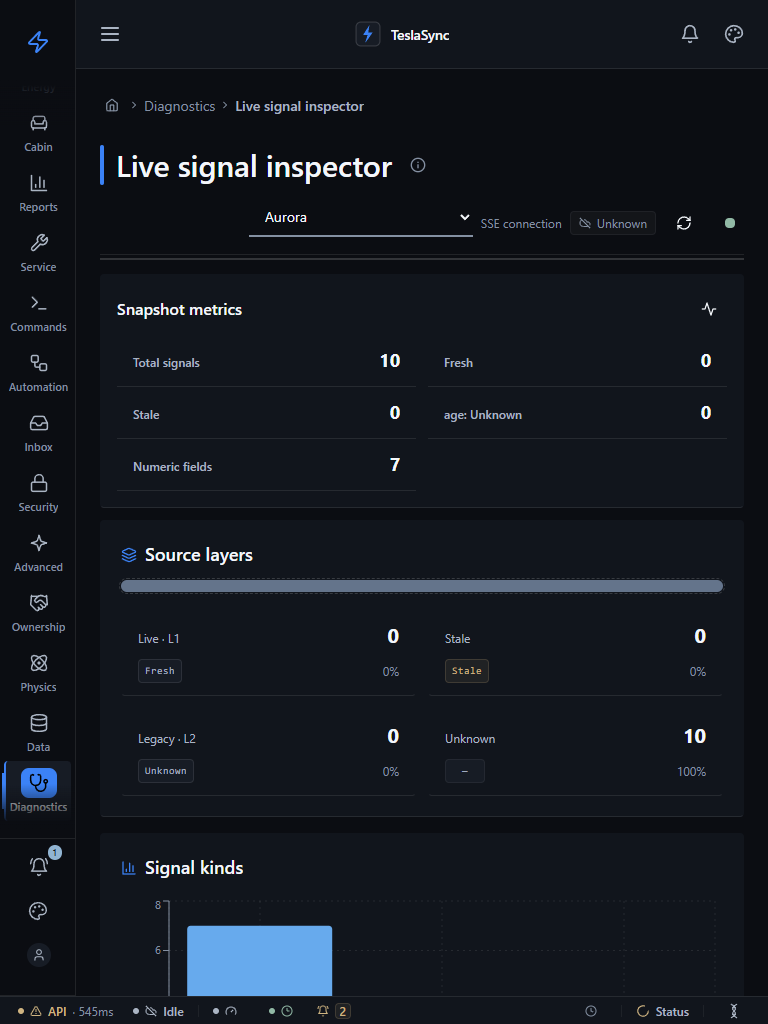 TeslaSync
Energy
Cabin
Reports
Service
Commands
Automation
Inbox
Security
Advanced
Ownership
Physics
Data
Diagnostics
1
Diagnostics
Live signal inspector
Live signal inspector
Aurora
SSE connection
Unknown
Snapshot metrics
Total signals 10
Fresh 0
Stale 0
age: Unknown 0
Numeric fields 7
Source layers
Live · L1 0
Fresh 0%
Stale 0
Stale 0%
Legacy · L2 0
Unknown 0%
Unknown 10
– 100%
Signal kinds
8
6
API · 545ms
Idle
2
Status